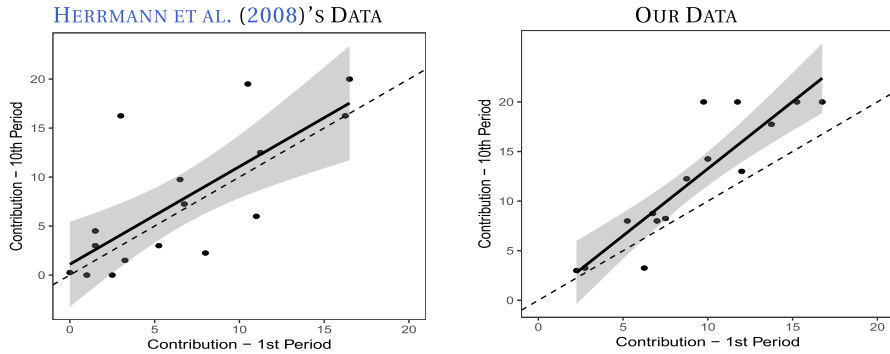 HERRMANN ET AL. (2008)'S DATA
Contribution – 10th Period
20
15
10
5
0
0 5 10 15 20
Contribution – 1st Period
OUR DATA
Contribution – 10th Period
20
15
10
5
0
0 5 10 15 20
Contribution – 1st Period